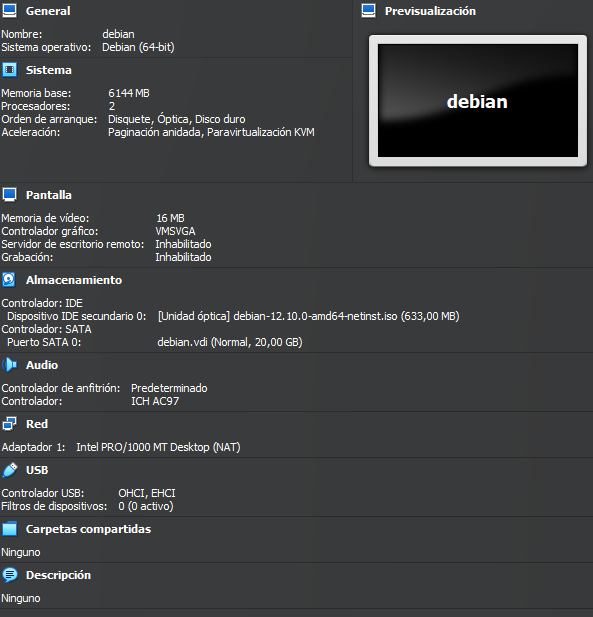 General
Nombre: debian
Sistema operativo: Debian (64-bit)
Previsualización
debian
Sistema
Memoria base: 6144 MB
Procesadores: 2
Orden de arranque: Disquete, Óptica, Disco duro
Aceleración: Paginación anidada, Paravirtualización KVM
Pantalla
Memoria de vídeo: 16 MB
Controlador gráfico: VMSVGA
Servidor de escritorio remoto: Inhabilitado
Grabación: Inhabilitado
Almacenamiento
Controlador: IDE
Dispositivo IDE secundario 0: [Unidad óptica] debian-12.10.0-amd64-netinst.iso (633,00 MB)
Controlador: SATA
Puerto SATA 0: debian.vdi (Normal, 20,00 GB)
Audio
Controlador de anfitrión: Predeterminado
Controlador: ICH AC97
Red
Adaptador 1: Intel PRO/1000 MT Desktop (NAT)
USB
Controlador USB: OHCI, EHCI
Filtros de dispositivos: 0 (0 activo)
Carpetas compartidas
Ninguno
Descripción
Ninguno